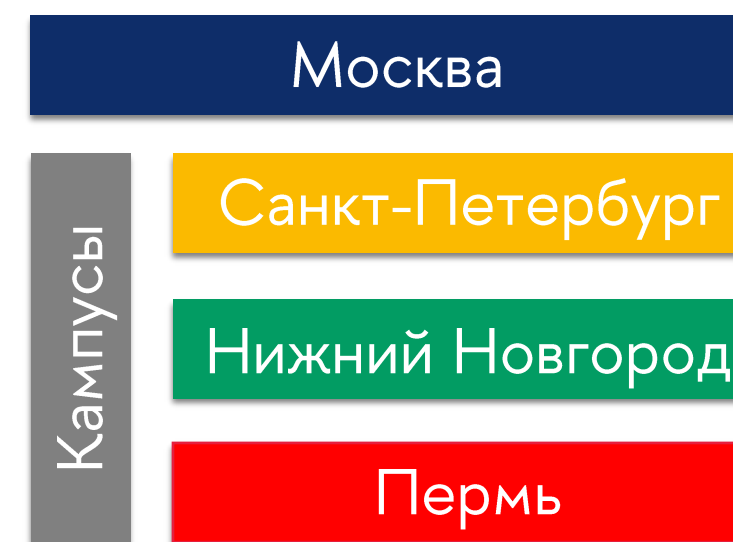 Москва
Кампусы
Санкт-Петербург
Нижний Новгород
Пермь